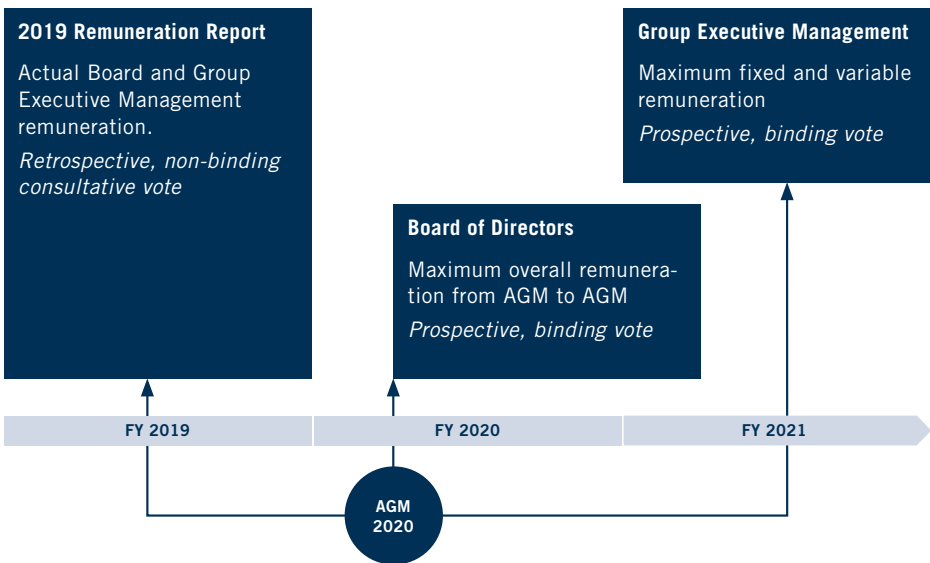 2019 Remuneration Report
Actual Board and Group
Executive Management
remuneration.
Retrospective, non-binding
consultative vote
Group Executive Management
Maximum fixed and variable
remuneration
Prospective, binding vote
Board of Directors
Maximum overall remunera-
tion from AGM to AGM
Prospective, binding vote
FY 2019
FY 2020
FY 2021
AGM
2020